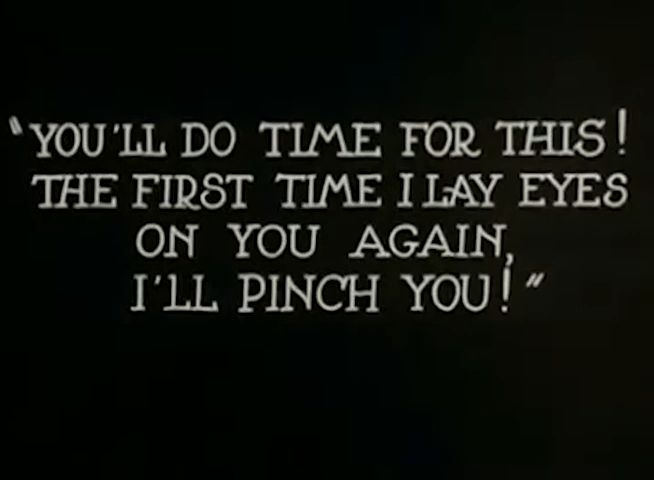 "YOU'LL DO TIME FOR THIS!
THE FIRST TIME I LAY EYES
ON YOU AGAIN,
I'LL PINCH YOU!"